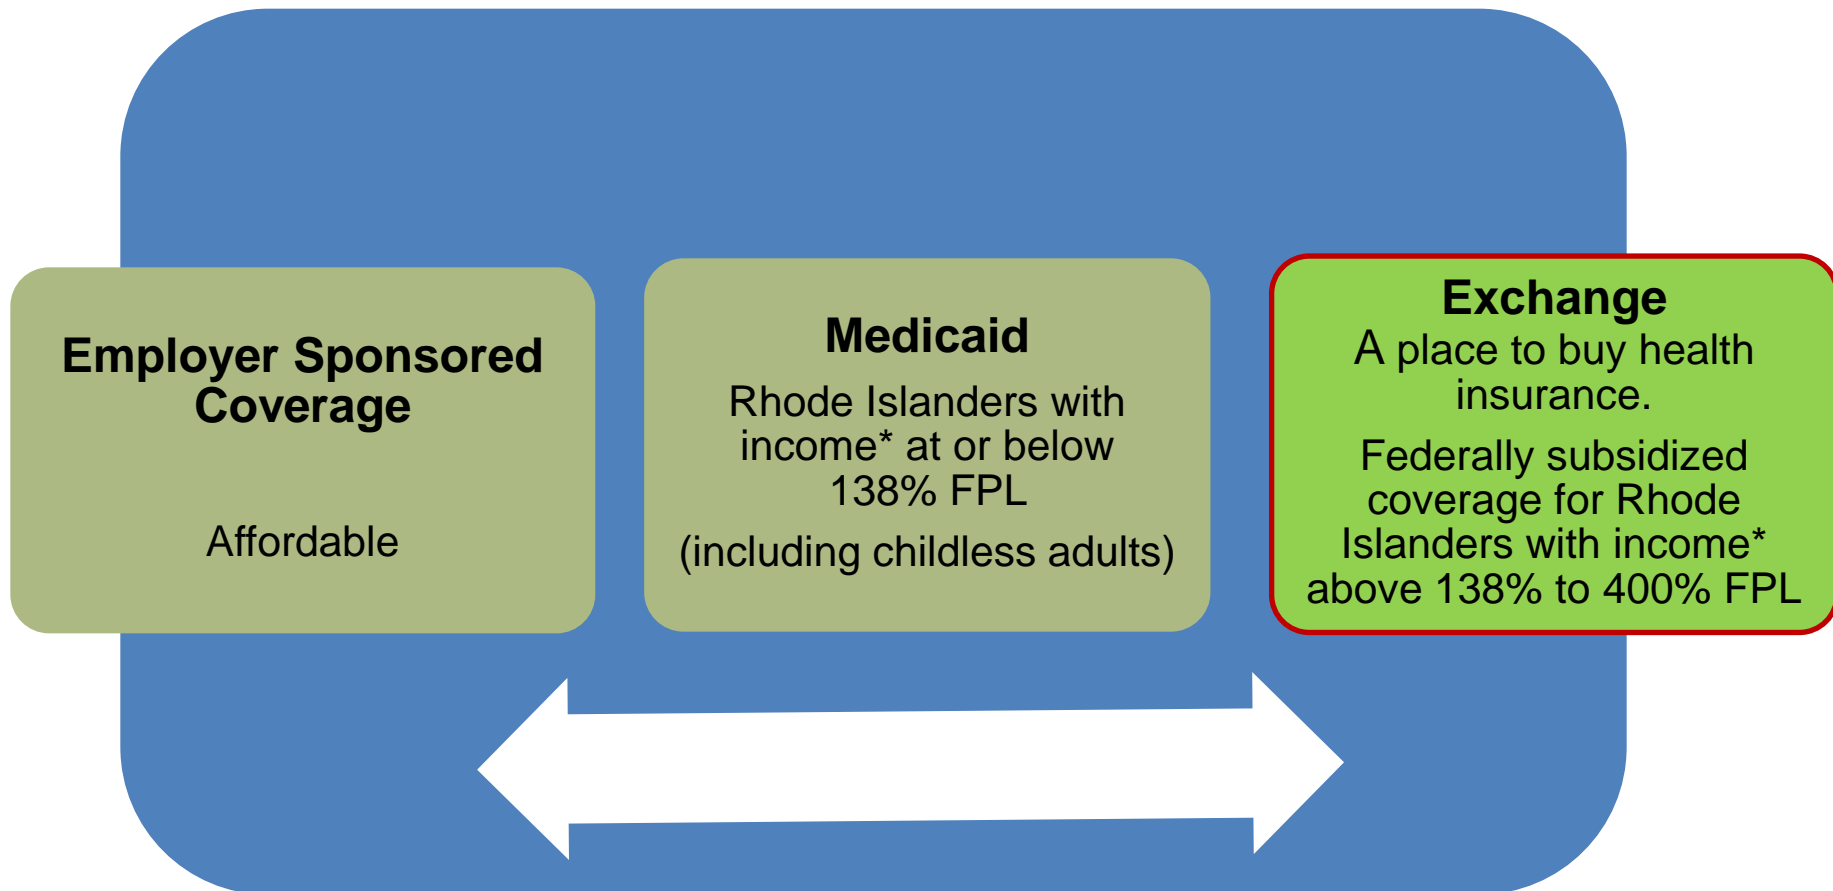 Employer Sponsored
Coverage
Affordable
Medicaid
Rhode Islanders with
income* at or below
138% FPL
(including childless adults)
Exchange
A place to buy health
insurance.
Federally subsidized
coverage for Rhode
Islanders with income*
above 138% to 400% FPL